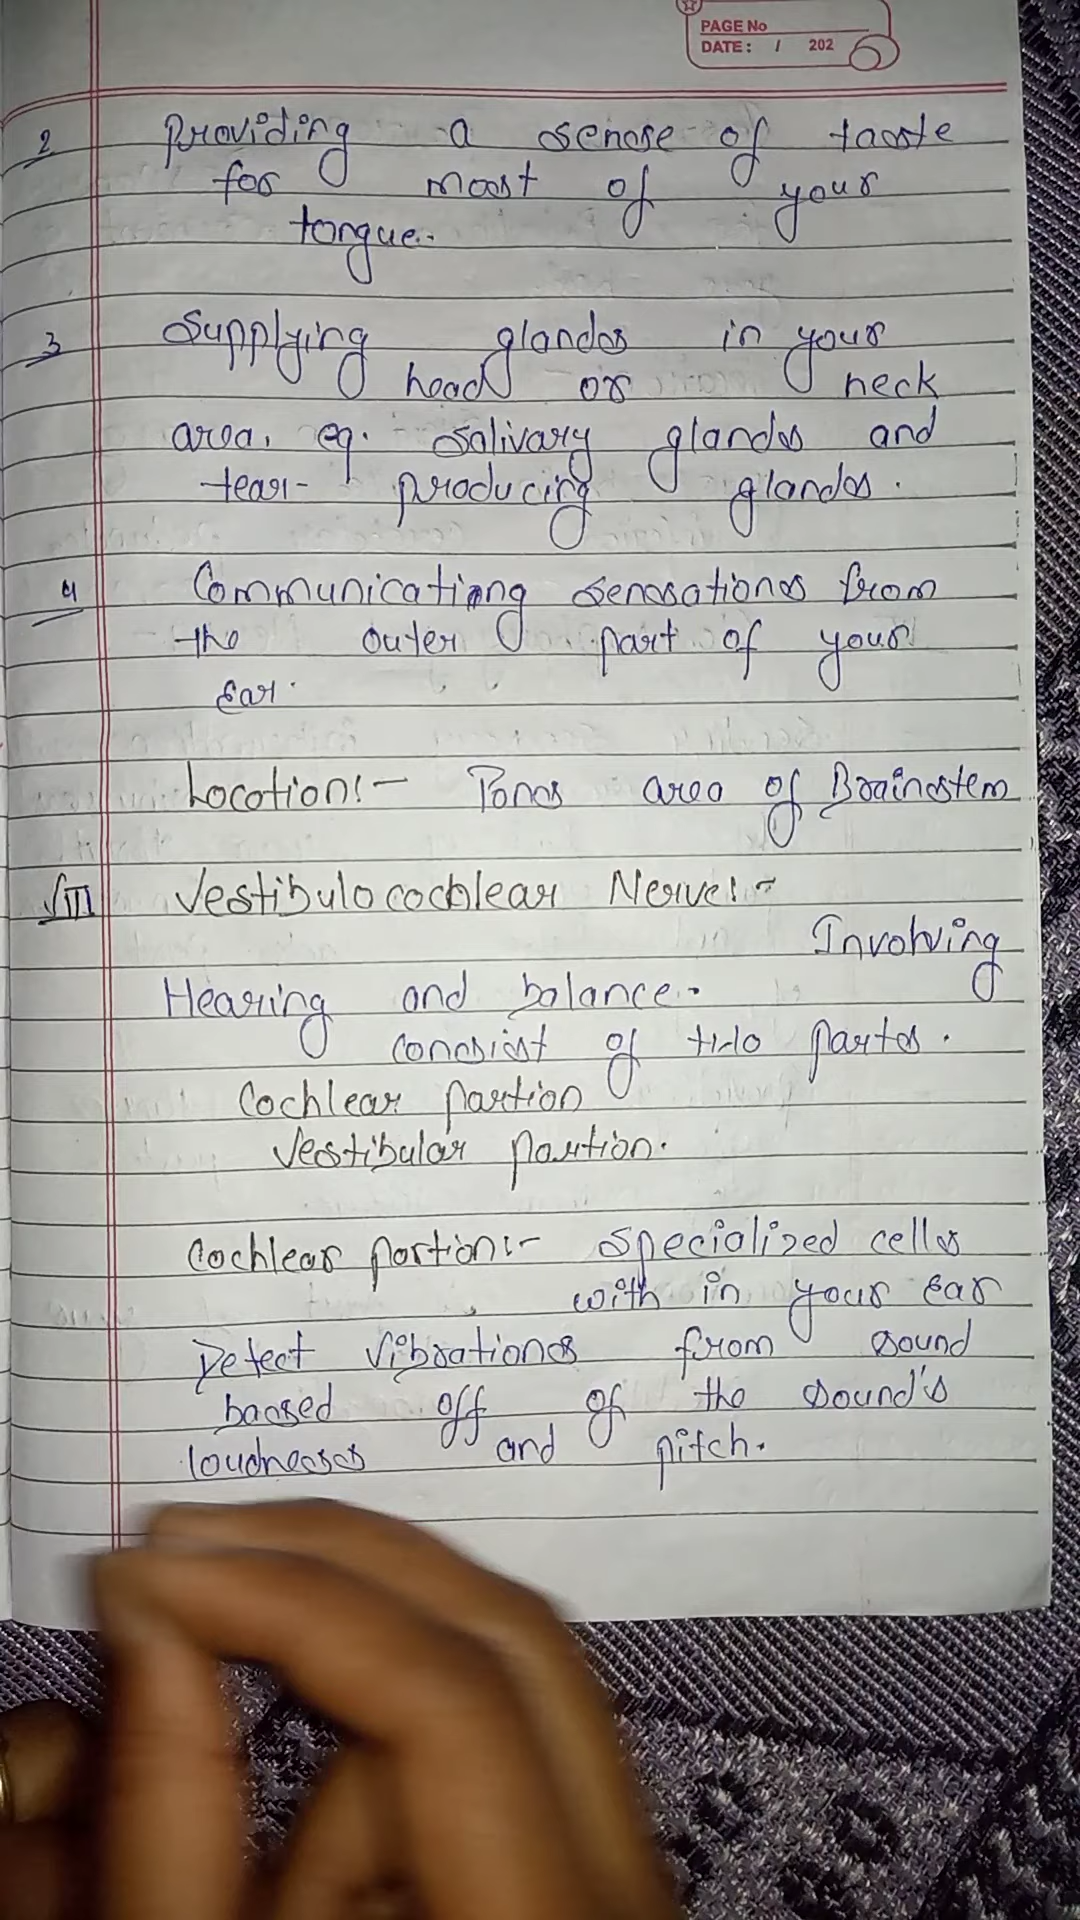 PAGE No
DATE: / 202
2 Providing a sense of taste
for most of your
tongue.
3 Supplying glands in your
head or neck
area, eg. salivary glands and
tear- producing glands.
4 Communicationg sensations from
the outer part of your
Ear.
Location:- Pons area of Brainstem
VIII Vestibulocochlear Nerve:-
Involving
Hearing and balance.
consist of two parts.
Cochlear portion
Vestibular portion.
Cochlear portion:- specialized cells
with in your ear
Detect vibrations from sound
based off of the sound's
loudness and pitch.